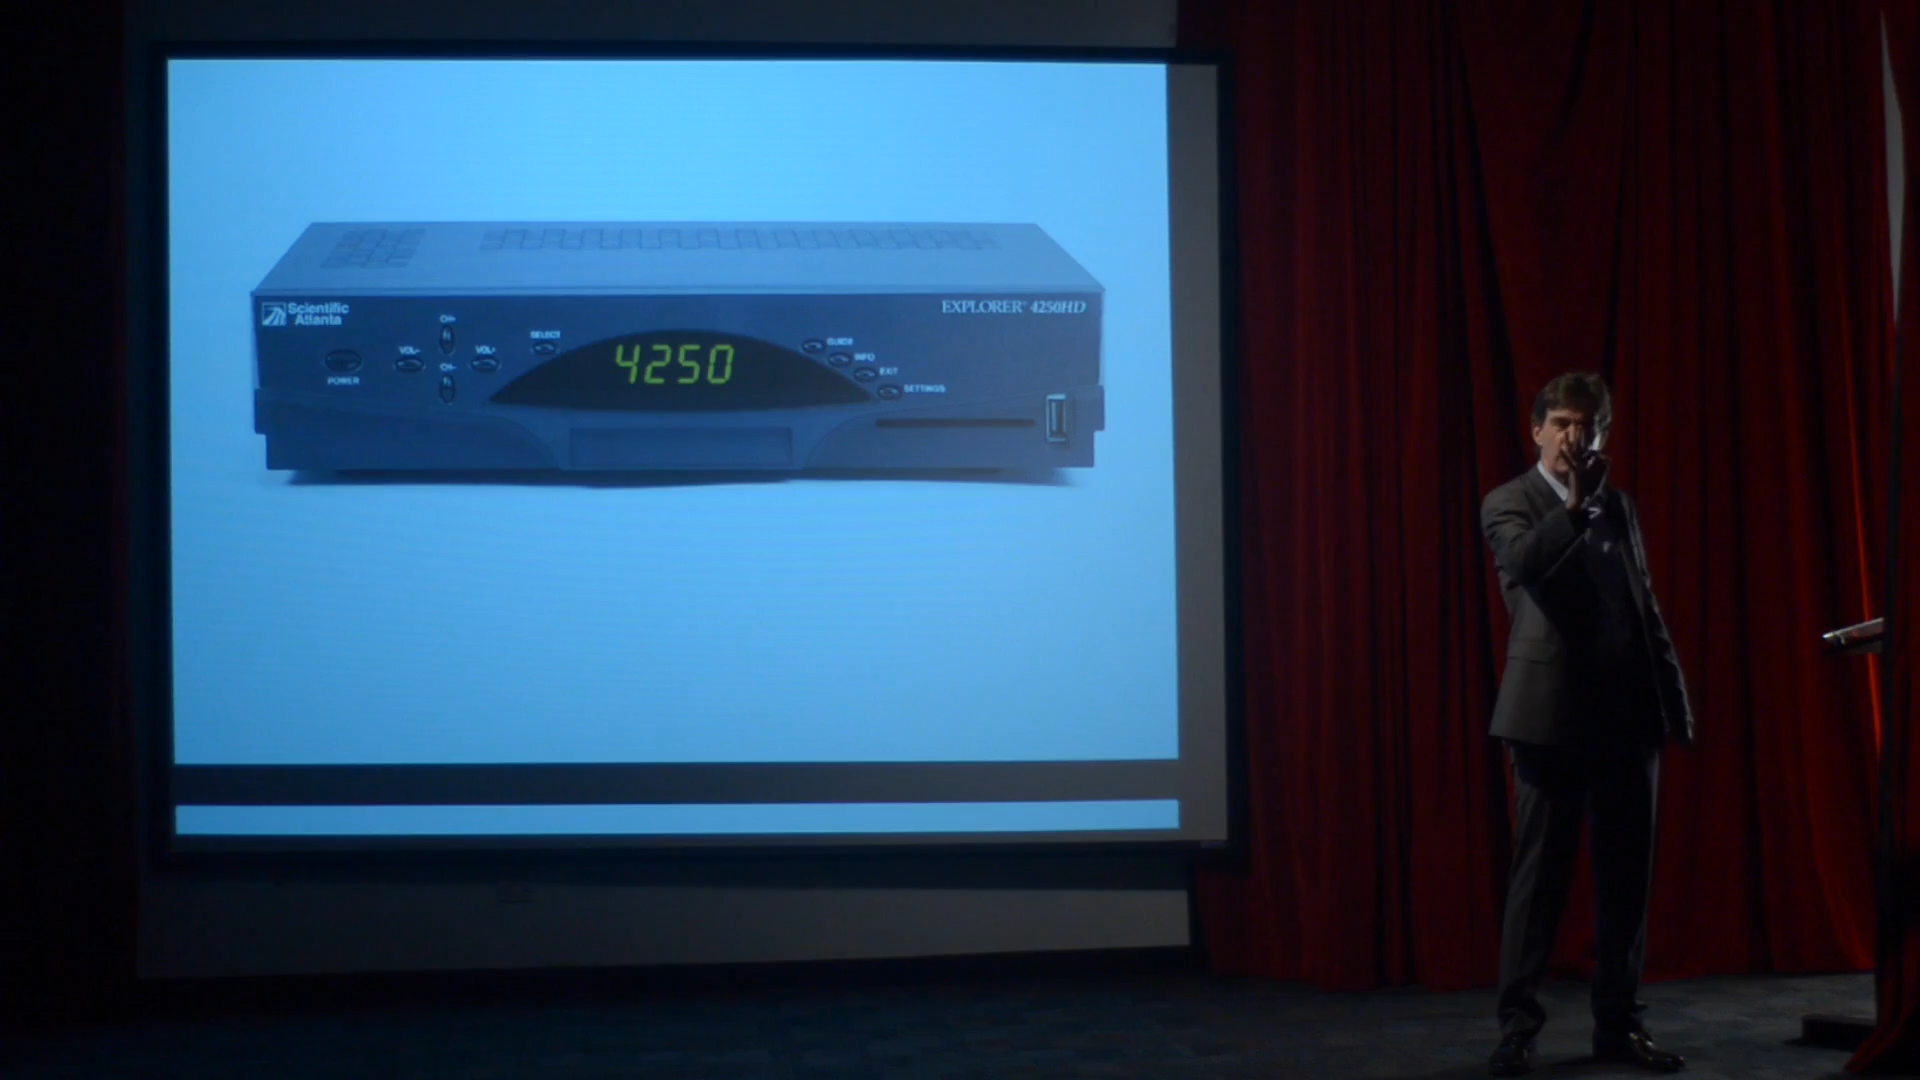 Scientific
Atlanta
EXPLORER® 4250HD
CH+
SELECT
VOL-
VOL+
4250
GUIDE
INFO
CH-
EXIT
POWER
SETTINGS